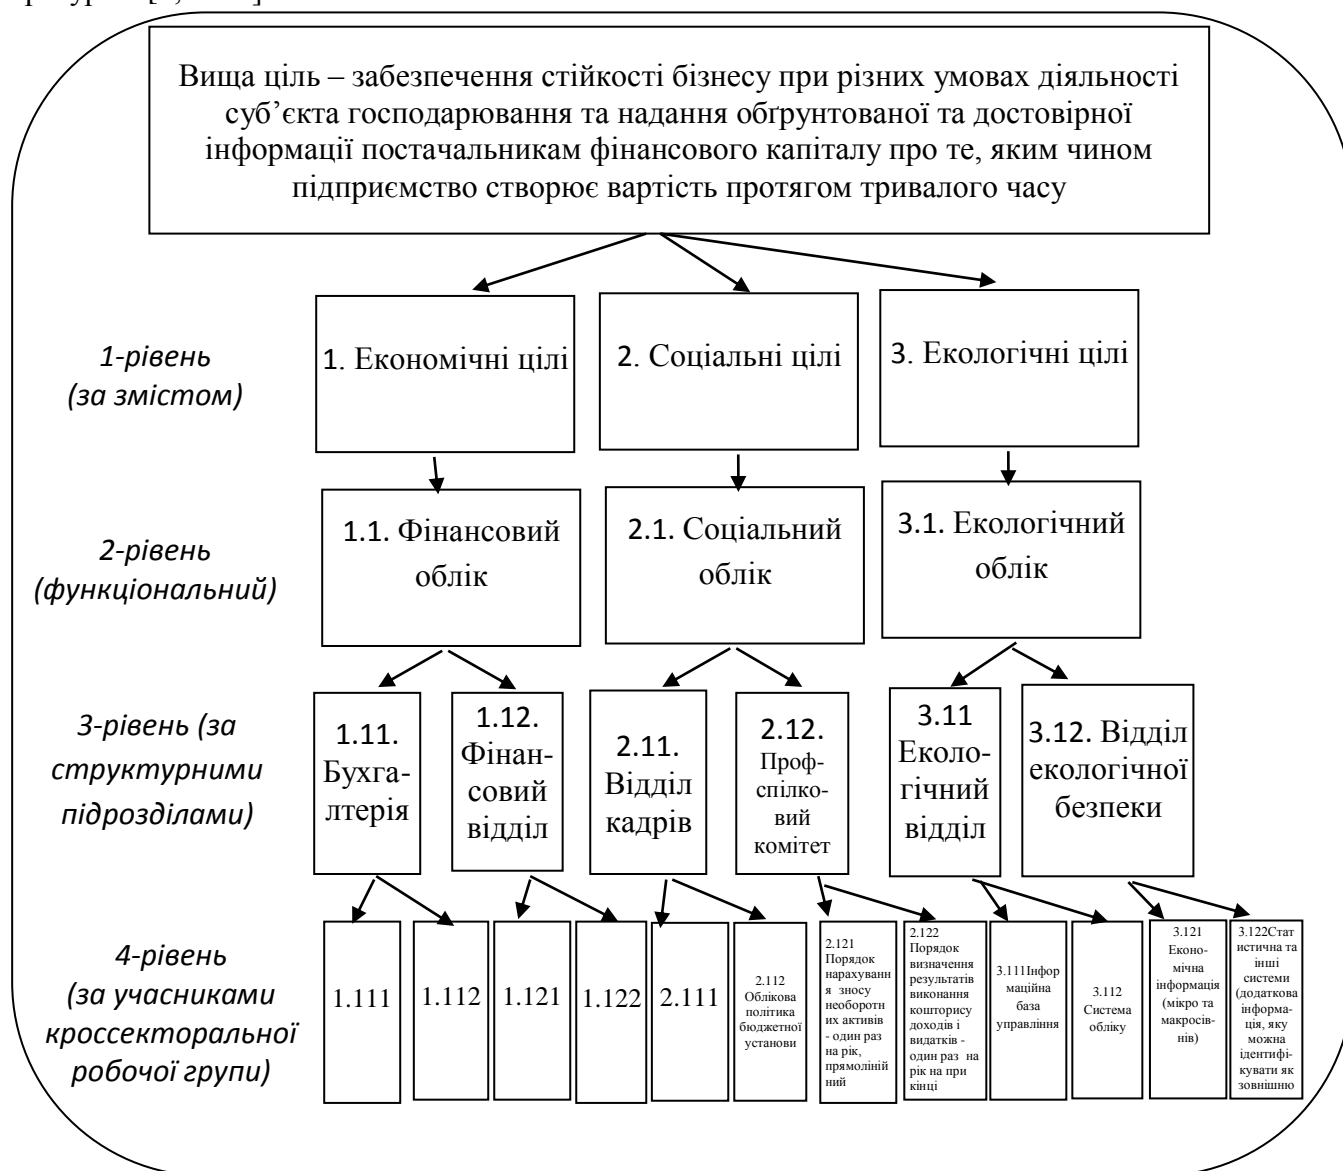 Вища ціль – забезпечення стійкості бізнесу при різних умовах діяльності
суб’єкта господарювання та надання обґрунтованої та достовірної
інформації постачальникам фінансового капіталу про те, яким чином
підприємство створює вартість протягом тривалого часу
1-рівень
(за змістом)
1. Економічні цілі
2. Соціальні цілі
3. Екологічні цілі
2-рівень
(функціональний)
1.1. Фінансовий
облік
2.1. Соціальний
облік
3.1. Екологічний
облік
3-рівень (за
структурними
підрозділами)
1.11.
Бухга-
лтерія
1.12.
Фінан-
совий
відділ
2.11.
Відділ
кадрів
2.12.
Проф-
спілко-
вий
комітет
3.11
Еколо-
гічний
відділ
3.12. Відділ
екологічної
безпеки
4-рівень
(за учасниками
кроссекторальної
робочої групи)
1.111
1.112
1.121
1.122
2.111
2.112
Облікова
політика
бюджетної
установи
2.121
Порядок
нарахуванн
я зносу
необоротн
их активів
- один раз
на рік,
прямоліній
ний
2.122
Порядок
визначення
результатів
виконання
кошторису
доходів і
видатків -
один раз на
рік на при
кінці
3.111Інфор
маційна
база
управління
3.112
Система
обліку
3.121
Еконо-
мічна
інформація
(мікро та
макросів-
нів)
3.122Стат
истична та
інші
системи
(додаткова
інформа-
ція, яку
можна
ідентифі-
кувати як
зовнішню